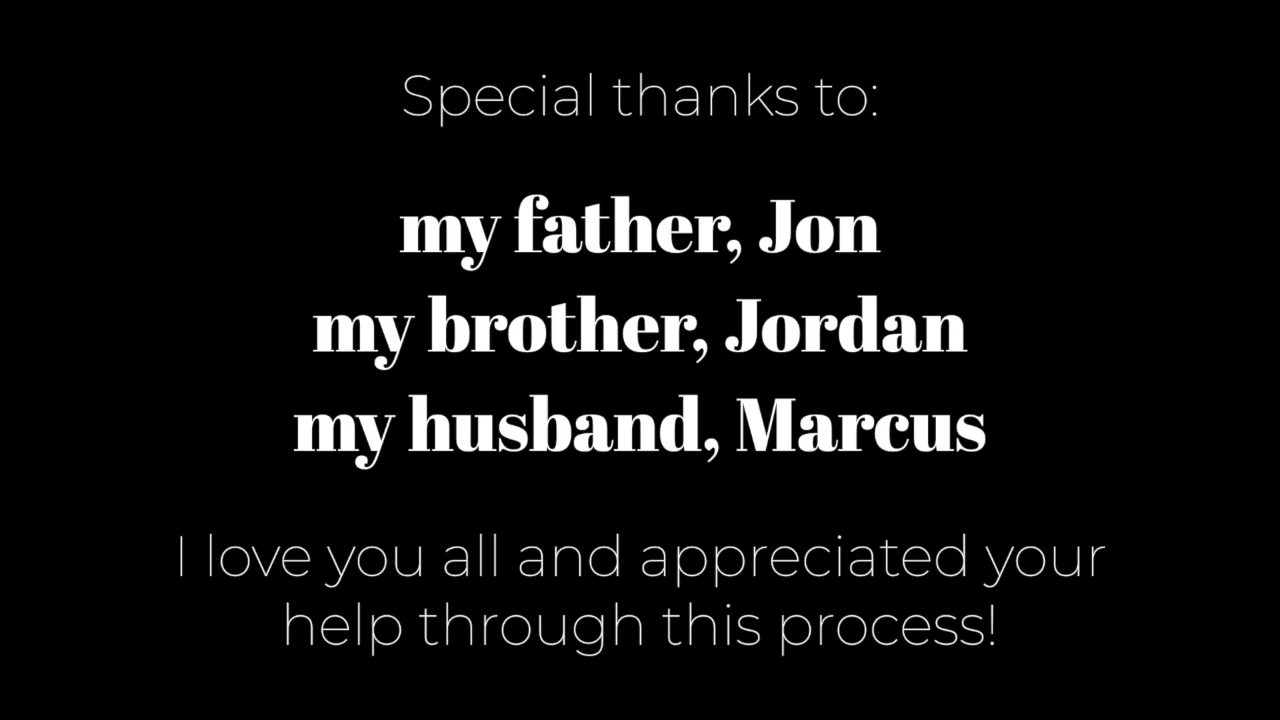 Special thanks to:
my father, Jon
my brother, Jordan
my husband, Marcus
I love you all and appreciated your
help through this process!